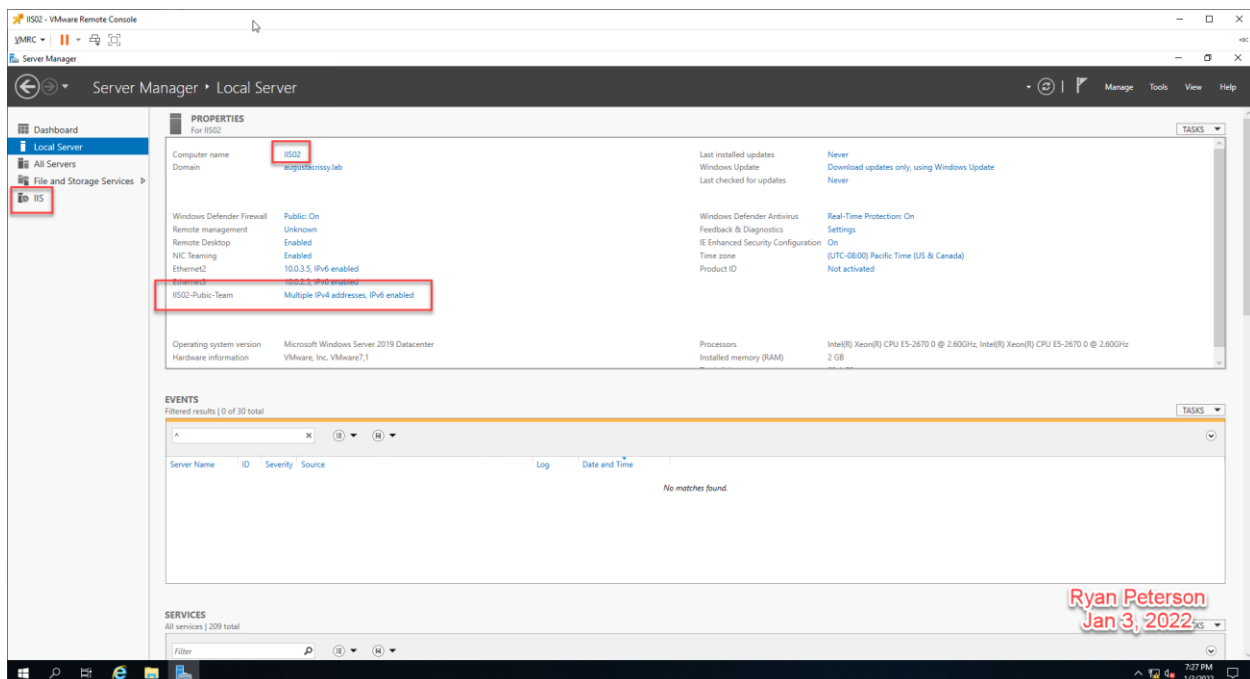 IIS02 - VMware Remote Console
VMRC
Server Manager
Server Manager • Local Server
Manage Tools View Help
Dashboard
Local Server
All Servers
File and Storage Services
IIS
PROPERTIES
For IIS02
TASKS
Computer name IIS02
Domain augustacrissy.lab
Last installed updates Never
Windows Update Download updates only, using Windows Update
Last checked for updates Never
Windows Defender Firewall Public: On
Remote management Unknown
Remote Desktop Enabled
NIC Teaming Enabled
Ethernet2 10.0.3.5, IPv6 enabled
Ethernet3 10.0.2.3, IPv6 enabled
IIS02-Pubic-Team Multiple IPv4 addresses, IPv6 enabled
Windows Defender Antivirus Real-Time Protection: On
Feedback & Diagnostics Settings
IE Enhanced Security Configuration On
Time zone (UTC-08:00) Pacific Time (US & Canada)
Product ID Not activated
Operating system version Microsoft Windows Server 2019 Datacenter
Hardware information VMware, Inc. VMware7,1
Processors Intel(R) Xeon(R) CPU E5-2670 0 @ 2.60GHz, Intel(R) Xeon(R) CPU E5-2670 0 @ 2.60GHz
Installed memory (RAM) 2 GB
EVENTS
Filtered results | 0 of 30 total
TASKS
^
Server Name ID Severity Source Log Date and Time
No matches found.
SERVICES
All services | 209 total
Filter
Ryan Peterson
Jan 3, 2022
7:27 PM
1/3/2022